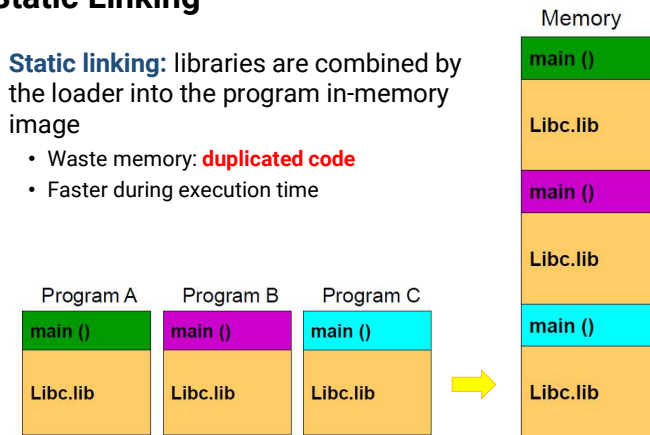 Static Linking
Static linking: libraries are combined by
the loader into the program in-memory
image
• Waste memory: duplicated code
• Faster during execution time
Memory
main ()
Libc.lib
main ()
Libc.lib
main ()
Libc.lib
Program A Program B Program C
main () main () main ()
Libc.lib Libc.lib Libc.lib